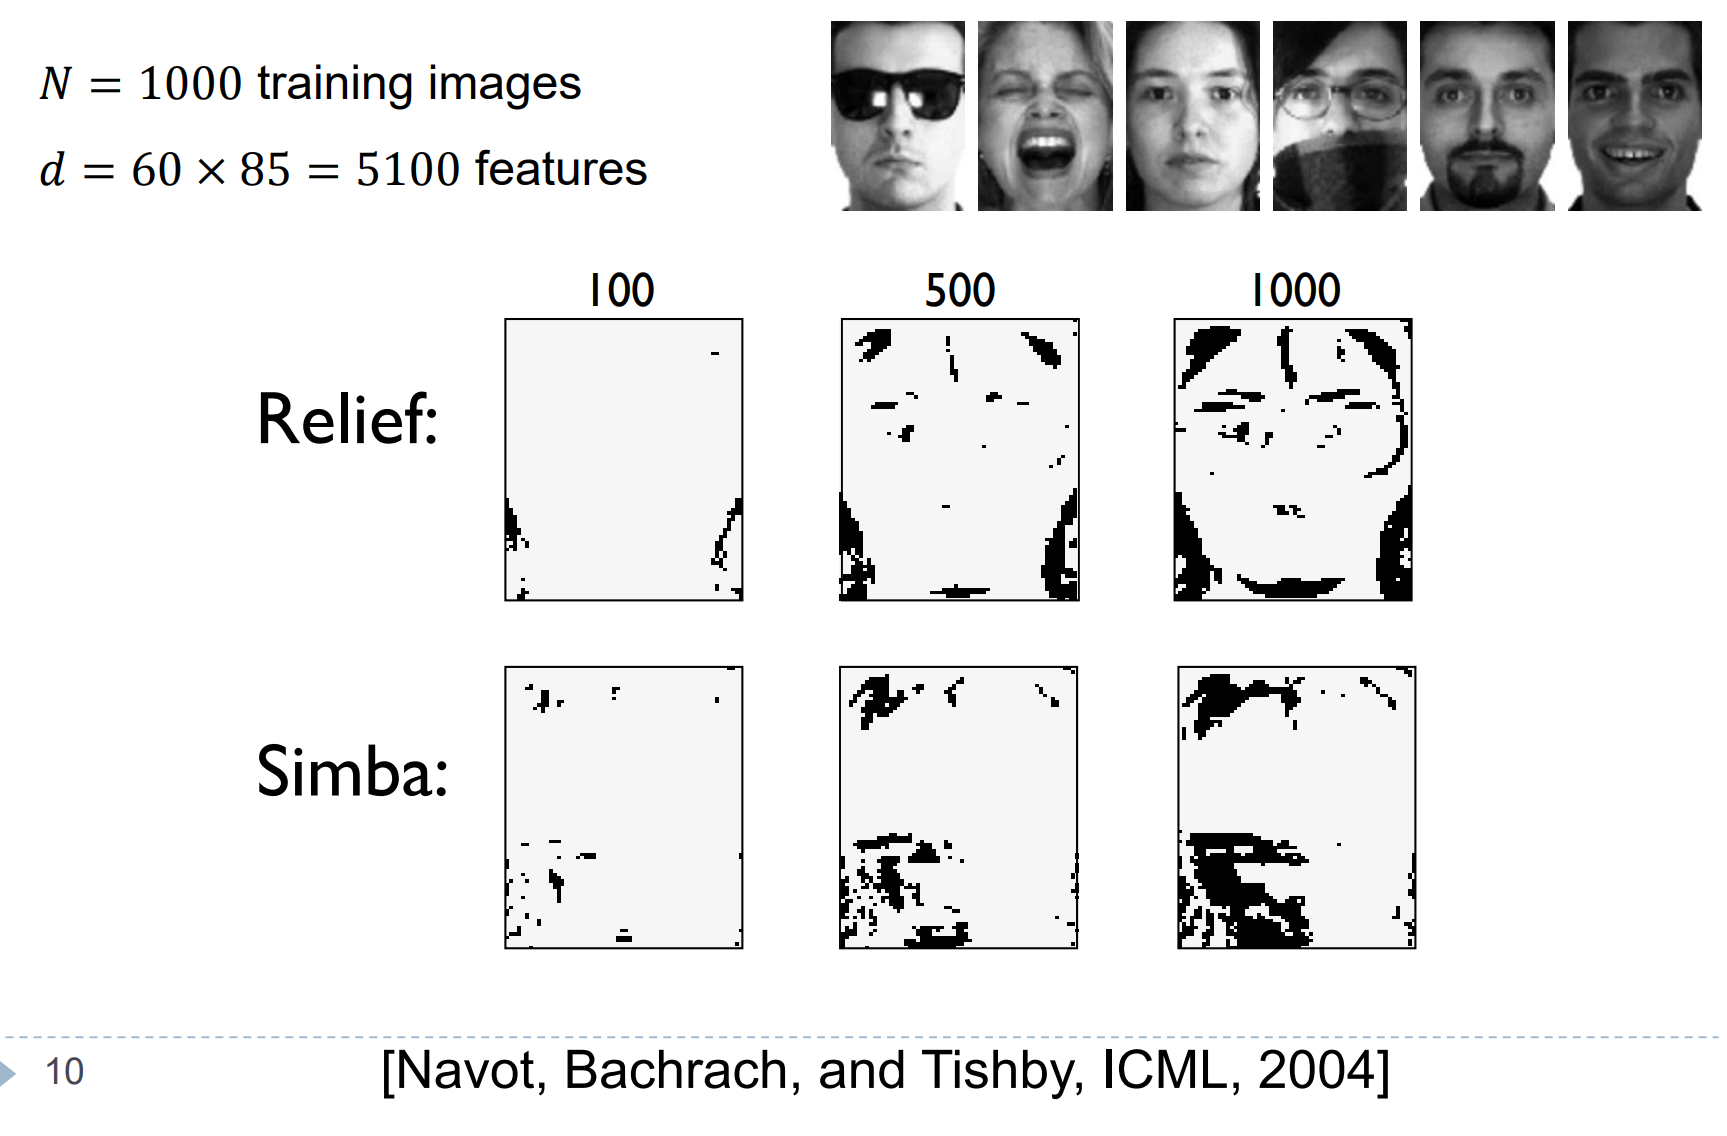 N = 1000 training images
d = 60 × 85 = 5100 features
100 500 1000
Relief:
Simba:
10
[Navot, Bachrach, and Tishby, ICML, 2004]